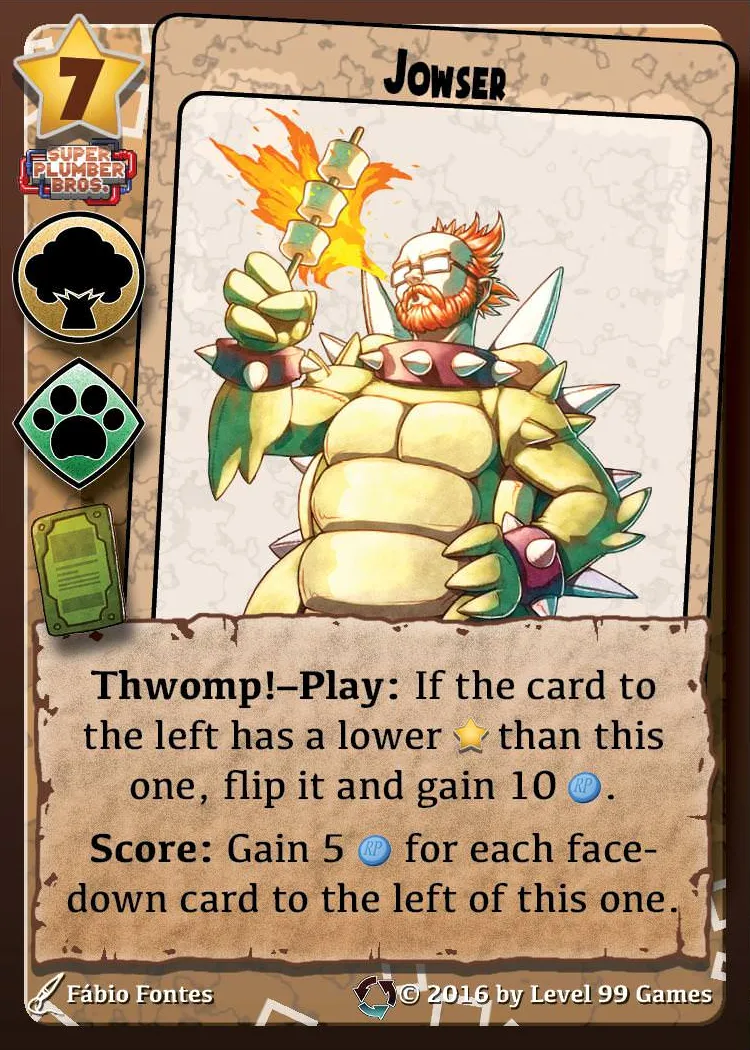 Jowser
7
SUPER
PLUMBER
BROS.
Thwomp!–Play: If the card to
the left has a lower than this
one, flip it and gain 10 RP.
Score: Gain 5 RP for each face-
down card to the left of this one.
Fábio Fontes
© 2016 by Level 99 Games